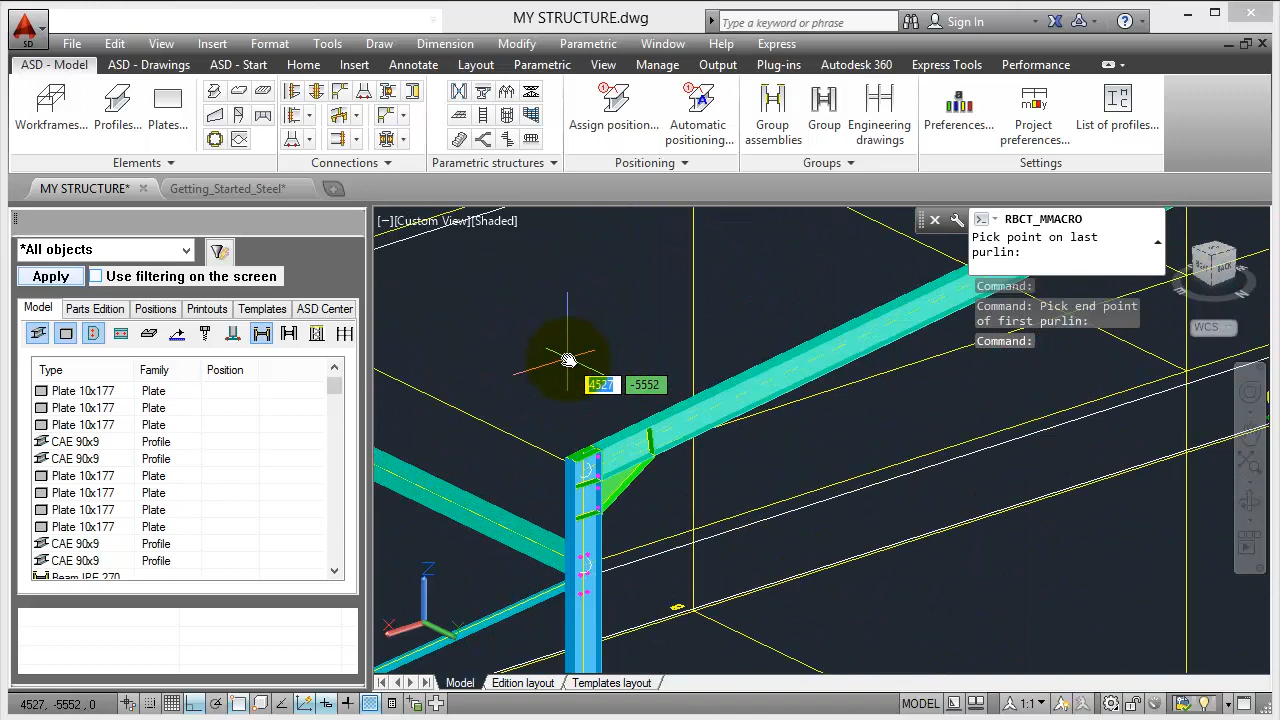 MY STRUCTURE.dwg
Type a keyword or phrase
Sign In
SD
File Edit View Insert Format Tools Draw Dimension Modify Parametric Window Help Express
ASD - Model ASD - Drawings ASD - Start Home Insert Annotate Layout Parametric View Manage Output Plug-ins Autodesk 360 Express Tools Performance
Workframes... Profiles... Plates...
Assign position... Automatic positioning...
Group assemblies Group Engineering drawings
Preferences... Project preferences... List of profiles...
Elements Connections Parametric structures Positioning Groups Settings
MY STRUCTURE* Getting_Started_Steel*
*All objects
Apply Use filtering on the screen
Model Parts Edition Positions Printouts Templates ASD Center
Type Family Position
Plate 10x177 Plate
Plate 10x177 Plate
Plate 10x177 Plate
CAE 90x9 Profile
CAE 90x9 Profile
Plate 10x177 Plate
Plate 10x177 Plate
Plate 10x177 Plate
Plate 10x177 Plate
CAE 90x9 Profile
CAE 90x9 Profile
Beam IPE 270
[−][Custom View][Shaded]
RBCT_MMACRO
Pick point on last
purlin:
Command:
Command: Pick end point
of first purlin:
Command:
BACK
WCS
4527 -5552
Z
X
Y
Model Edition layout Templates layout
4527, -5552 , 0
MODEL 1:1